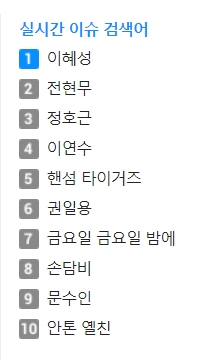 실시간 이슈 검색어
1 이혜성
2 전현무
3 정호근
4 이연수
5 핸섬 타이거즈
6 권일용
7 금요일 금요일 밤에
8 손담비
9 문수인
10 안톤 옐친